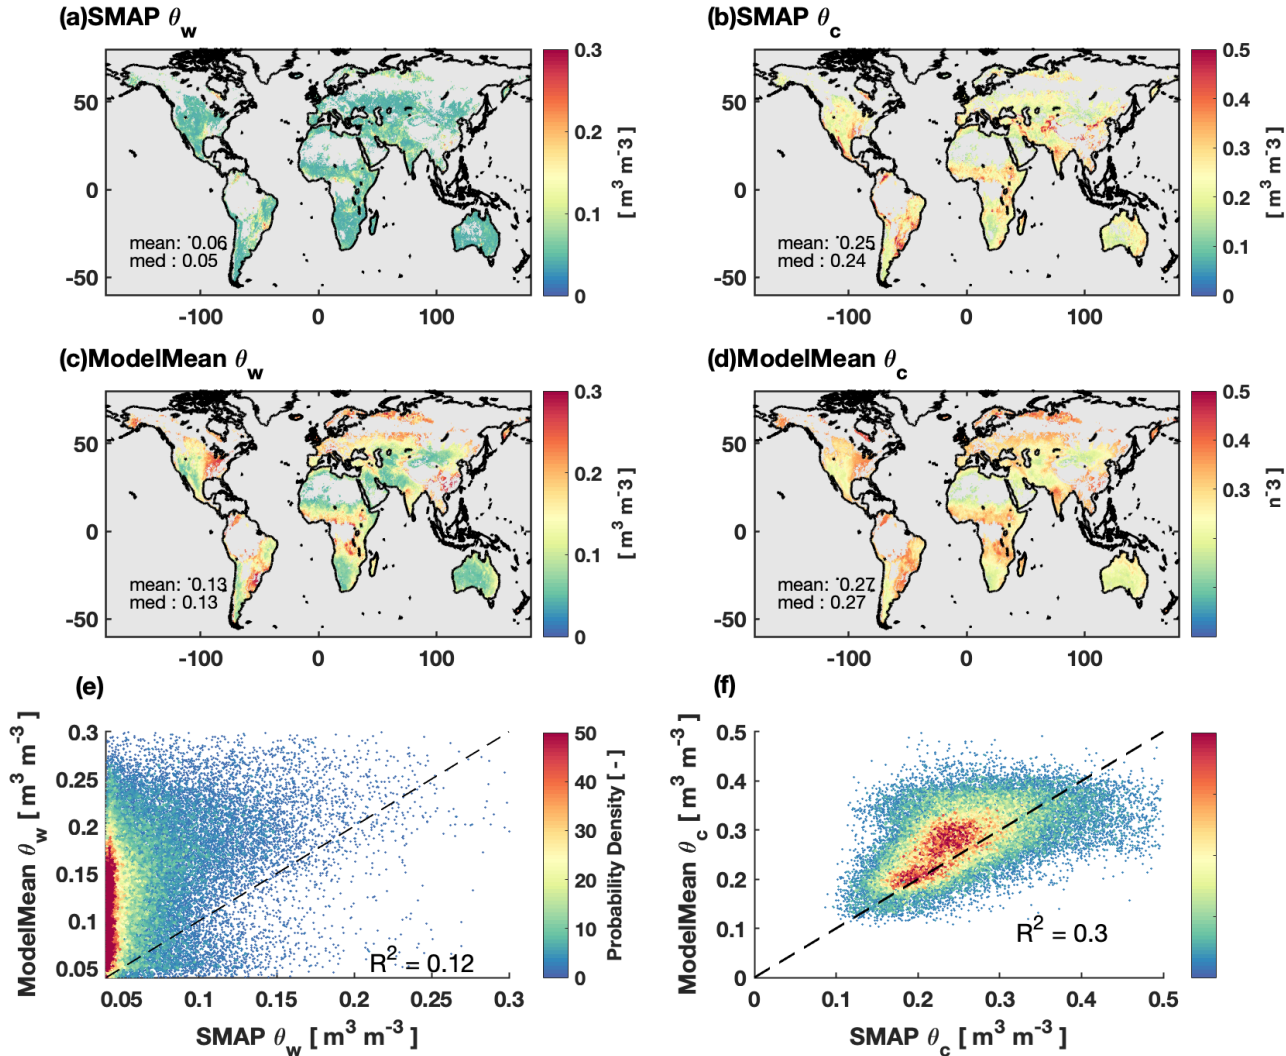 (a)SMAP θw
(b)SMAP θc
0.3
0.2
0.1
0
[ m3 m-3 ]
0.5
0.4
0.3
0.2
0.1
0
[ m3 m-3 ]
50
0
-50
mean: 0.06
med : 0.05
-100 0 100
50
0
-50
mean: 0.25
med : 0.24
-100 0 100
(c)ModelMean θw
(d)ModelMean θc
0.3
0.2
0.1
0
[ m3 m-3 ]
0.5
0.4
0.3
n-3 ]
50
0
-50
mean: 0.13
med : 0.13
-100 0 100
50
0
-50
mean: 0.27
med : 0.27
-100 0 100
(e)
(f)
ModelMean θw [ m3 m-3 ]
0.3
0.25
0.2
0.15
0.1
0.05
R2 = 0.12
0.05 0.1 0.15 0.2 0.25 0.3
SMAP θw [ m3 m-3 ]
50
40
30
20
10
0
Probability Density [ - ]
ModelMean θc [ m3 m-3 ]
0.5
0.4
0.3
0.2
0.1
0
R2 = 0.3
0 0.1 0.2 0.3 0.4 0.5
SMAP θc [ m3 m-3 ]